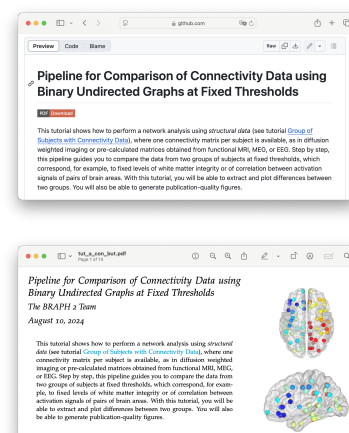 github.com
Preview Code Blame Raw
Pipeline for Comparison of Connectivity Data using
Binary Undirected Graphs at Fixed Thresholds
PDF Download
This tutorial shows how to perform a network analysis using structural data (see tutorial Group of
Subjects with Connectivity Data), where one connectivity matrix per subject is available, as in diffusion
weighted imaging or pre-calculated matrices obtained from functional MRI, MEG, or EEG. Step by step,
this pipeline guides you to compare the data from two groups of subjects at fixed thresholds, which
correspond, for example, to fixed levels of white matter integrity or of correlation between activation
signals of pairs of brain areas. With this tutorial, you will be able to extract and plot differences between
two groups. You will also be able to generate publication-quality figures.
tut_a_con_but.pdf
Page 1 of 15
Pipeline for Comparison of Connectivity Data using
Binary Undirected Graphs at Fixed Thresholds
The BRAPH 2 Team
August 10, 2024
This tutorial shows how to perform a network analysis using structural
data (see tutorial Group of Subjects with Connectivity Data), where one
connectivity matrix per subject is available, as in diffusion weighted
imaging or pre-calculated matrices obtained from functional MRI, MEG,
or EEG. Step by step, this pipeline guides you to compare the data from
two groups of subjects at fixed thresholds, which correspond, for exam-
ple, to fixed levels of white matter integrity or of correlation between
activation signals of pairs of brain areas. With this tutorial, you will be
able to extract and plot differences between two groups. You will also
be able to generate publication-quality figures.